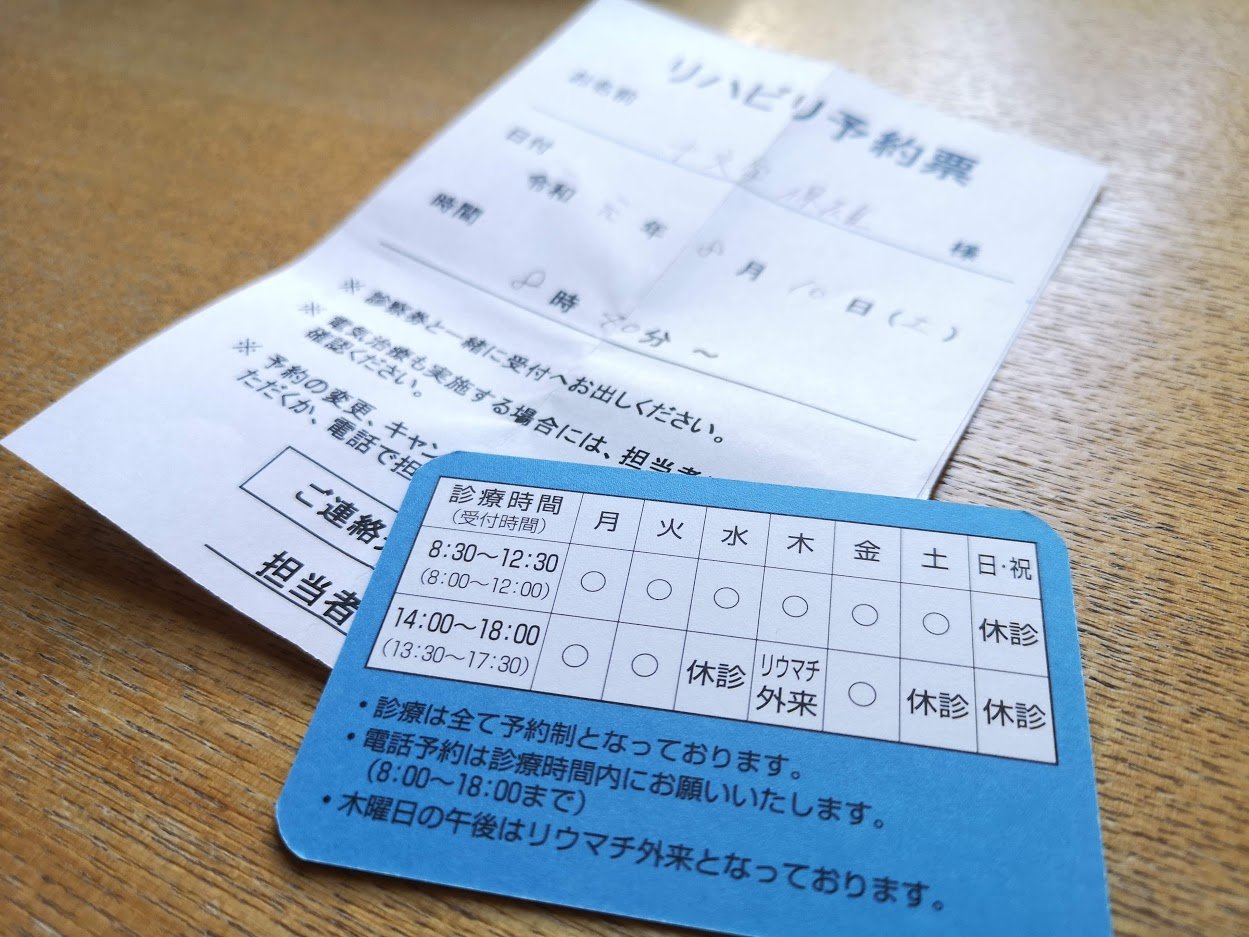 リハビリ予約票
お名前 様
日付 令和 元 年 8 月 10 日 (土)
時間 8 時 分 ～
※ 診察券と一緒に受付へお出しください。
※ 電気治療も実施する場合には、担当者
確認ください。
※ 予約の変更、キャン
ただくか、電話で担
ご連絡
担当者
診療時間 月 火 水 木 金 土 日・祝
(受付時間)
8:30～12:30 ○ ○ ○ ○ ○ ○ 休診
(8:00～12:00)
14:00～18:00 ○ ○ 休診 リウマチ外来 ○ 休診 休診
(13:30～17:30)
・診療は全て予約制となっております。
・電話予約は診療時間内にお願いいたします。
(8:00～18:00まで)
・木曜日の午後はリウマチ外来となっております。